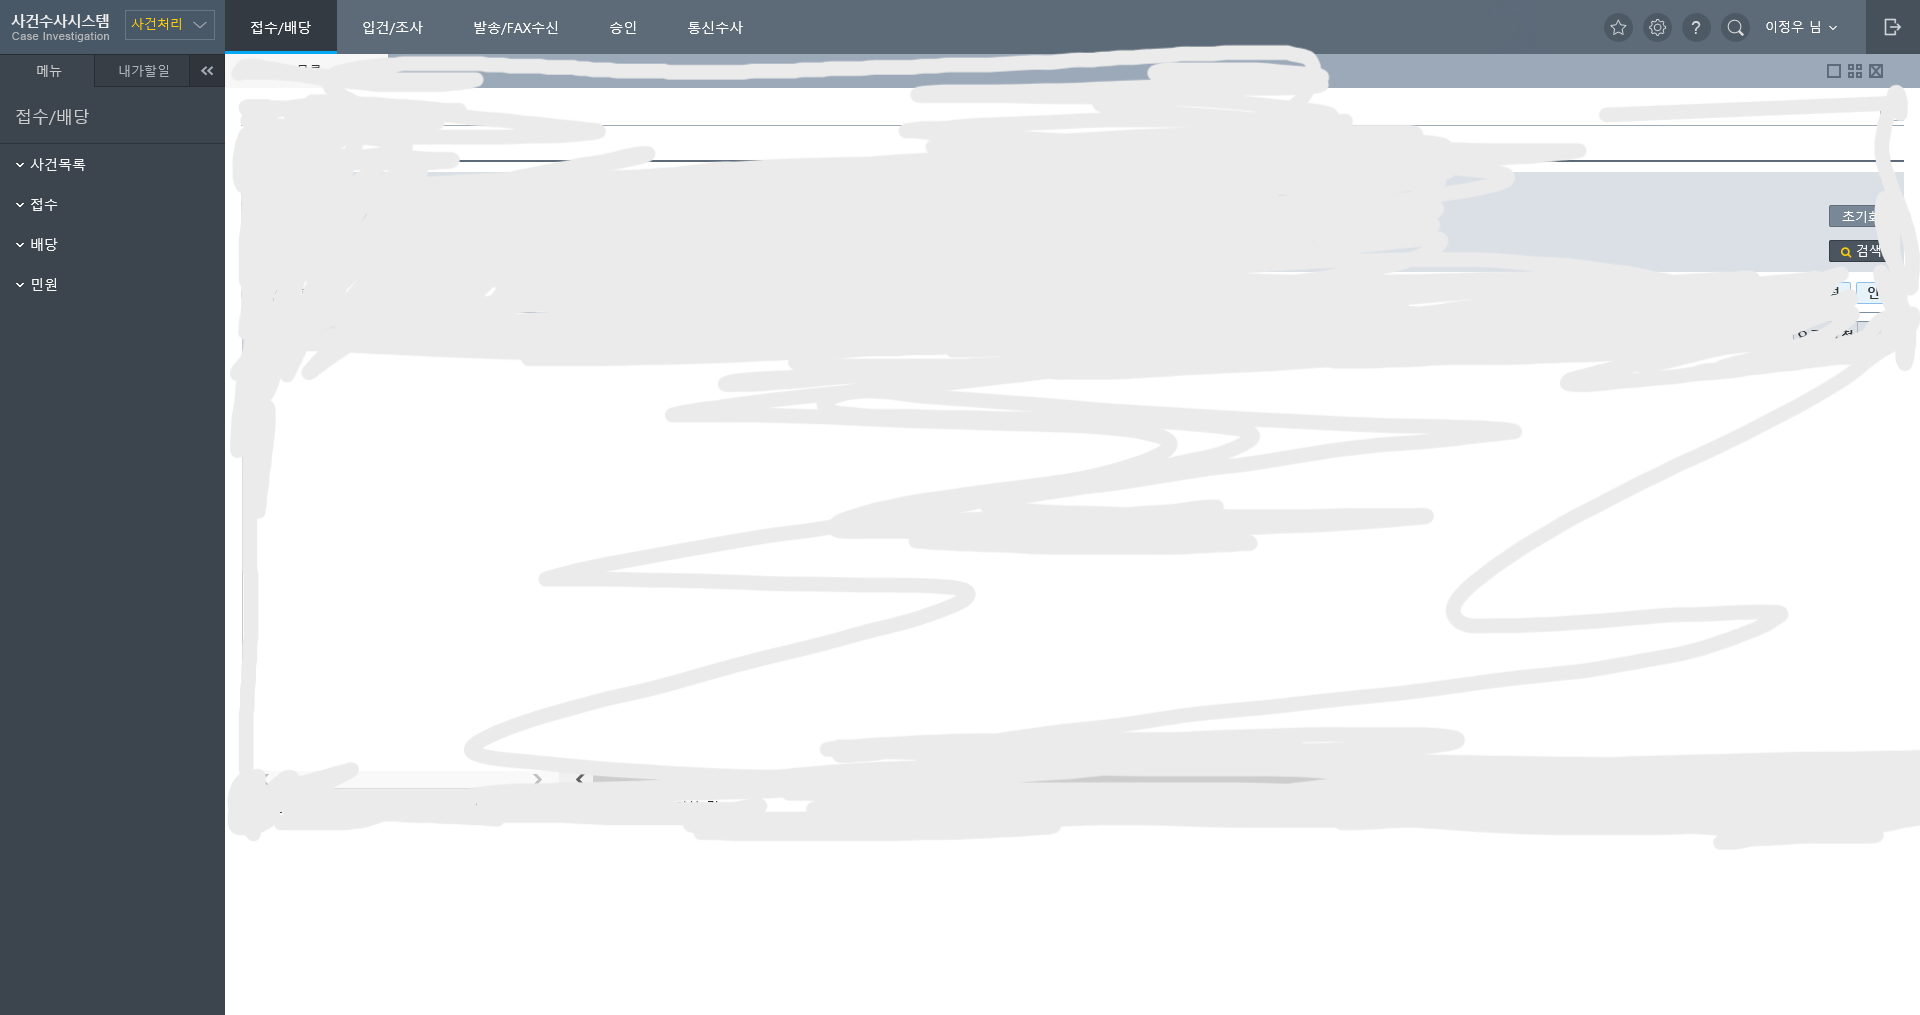 사건수사시스템
Case Investigation
사건처리
접수/배당
입건/조사
발송/FAX수신
승인
통신수사
?
이정우 님
메뉴
내가할일
접수/배당
사건목록
접수
배당
민원
검색